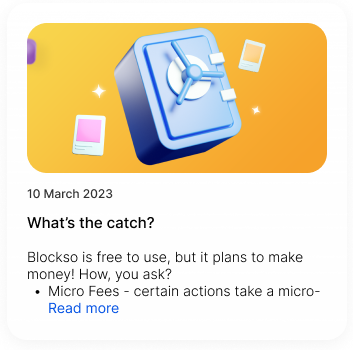 10 March 2023
What’s the catch?
Blockso is free to use, but it plans to make
money! How, you ask?
• Micro Fees - certain actions take a micro-
Read more